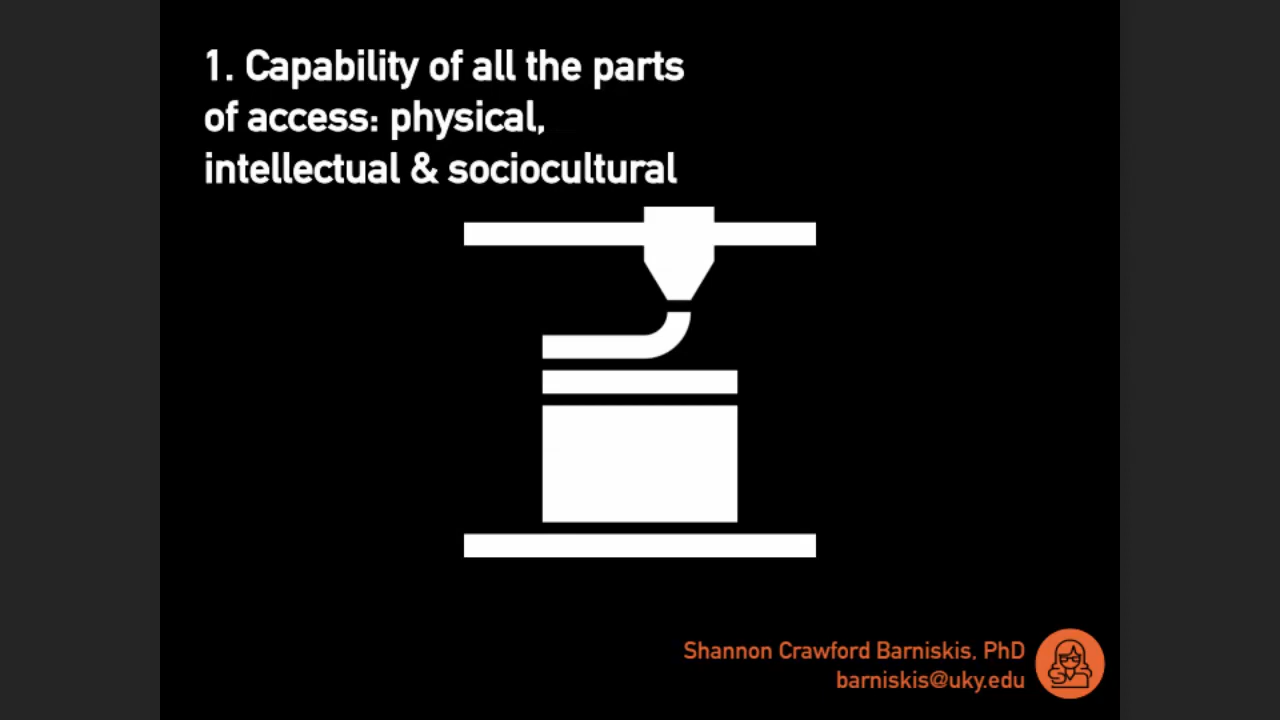 1. Capability of all the parts
of access: physical,
intellectual & sociocultural
Shannon Crawford Barniskis, PhD
barniskis@uky.edu